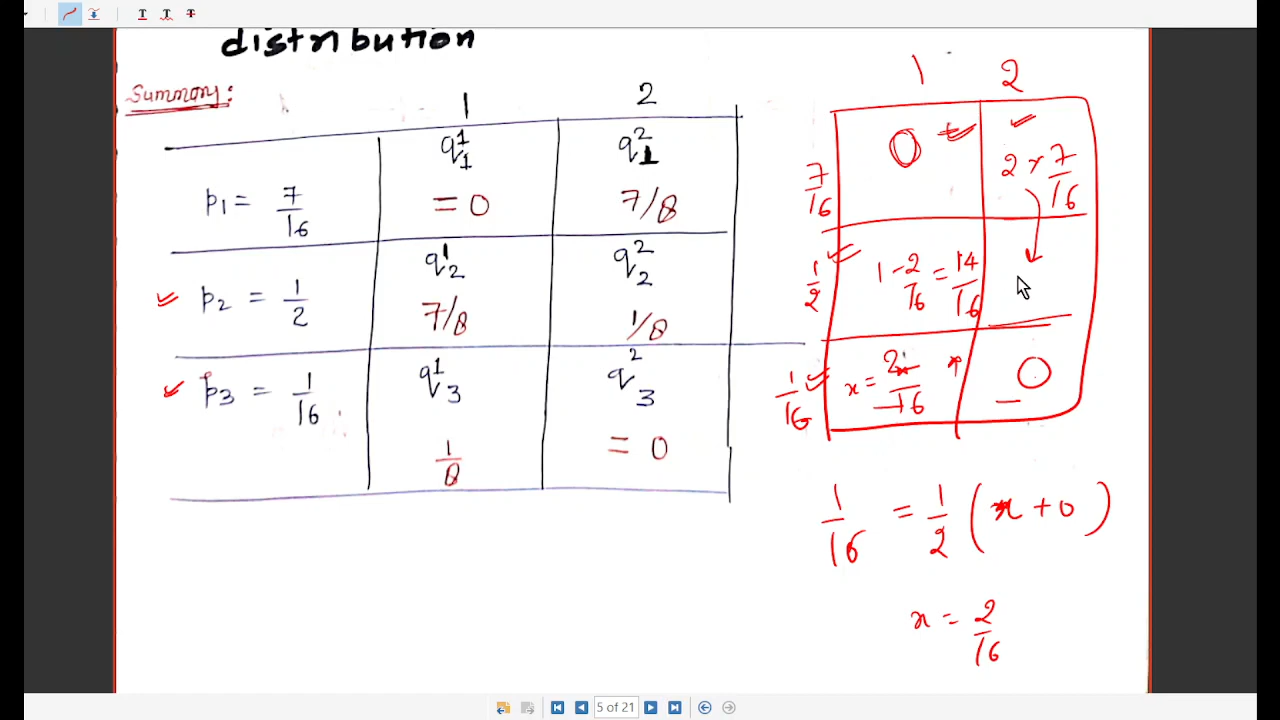 distribution
Summary:
1 2
q₁¹ q₁²
p₁ = 7/16 = 0 7/8
q₂¹ q₂²
p₂ = 1/2 7/8 1/8
q₃¹ q₃²
p₃ = 1/16
1/8 = 0
1 2
7/16 0 2 × 7/16
1/2 1 - 2/16 = 14/16
1/16 x = 2/16 0
1/16 = 1/2 (x + 0)
x = 2/16
T T T
5 of 21